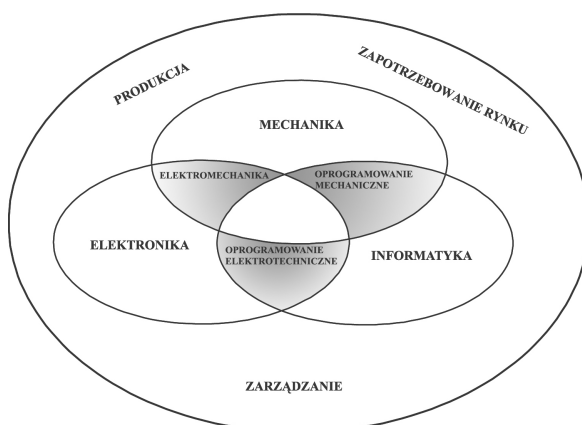 PRODUKCJA
ZAPOTRZEBOWANIE RYNKU
MECHANIKA
ELEKTROMECHANIKA
OPROGRAMOWANIE
MECHANICZNE
ELEKTRONIKA
OPROGRAMOWANIE
ELEKTROTECHNICZNE
INFORMATYKA
ZARZĄDZANIE